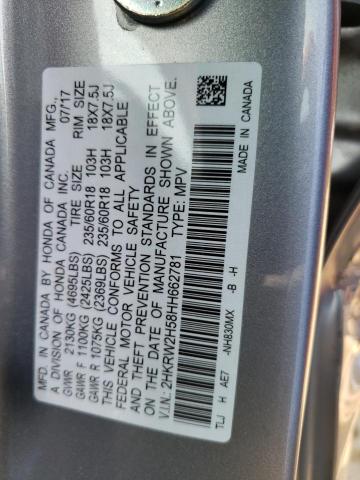 MADE IN CANADA BY HONDA OF CANADA MFG., 07/17
A DIVISION OF HONDA CANADA INC.
GVWR 2130KG (4695LBS) TIRE SIZE RIM SIZE
GAWR F 1100KG (2425LBS) 235/60R18 103H 18X7.5J
GAWR R 1075KG (2369LBS) 235/60R18 103H 18X7.5J
THIS VEHICLE CONFORMS TO ALL APPLICABLE
FEDERAL MOTOR VEHICLE SAFETY
AND THEFT PREVENTION STANDARDS IN EFFECT
ON THE DATE OF MANUFACTURE SHOWN ABOVE.
V.I.N.: 2HKRW2H58HH662781 TYPE: MPV
TLJ H AE7 -NH830MX -B -H